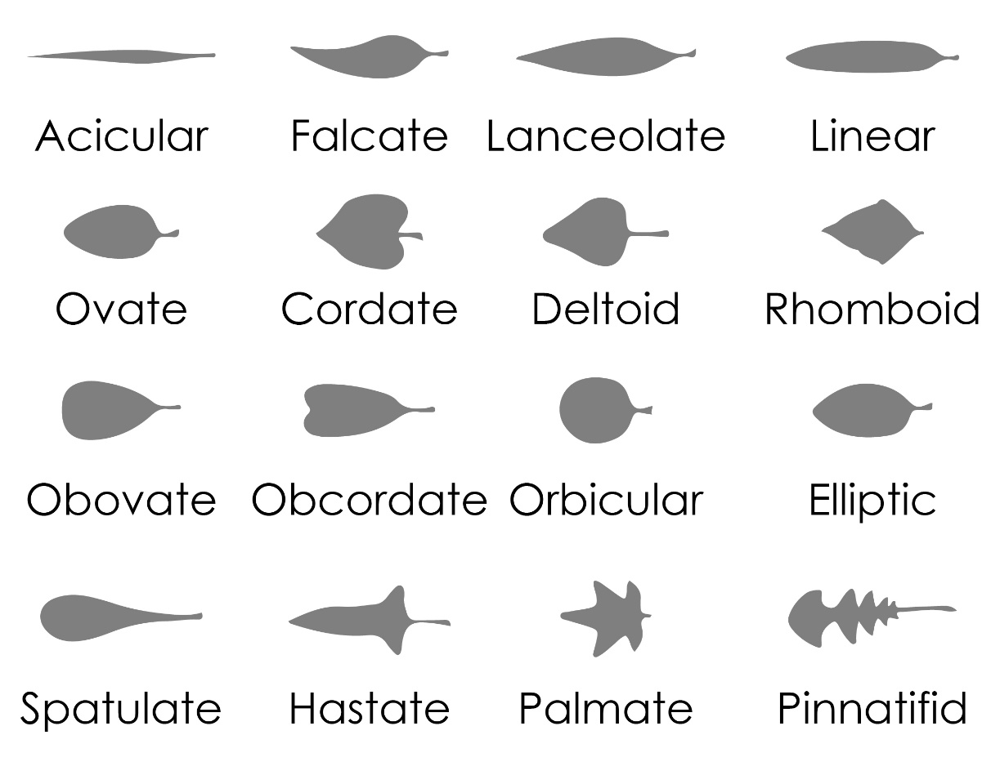 Acicular Falcate Lanceolate Linear
Ovate Cordate Deltoid Rhomboid
Obovate Obcordate Orbicular Elliptic
Spatulate Hastate Palmate Pinnatifid